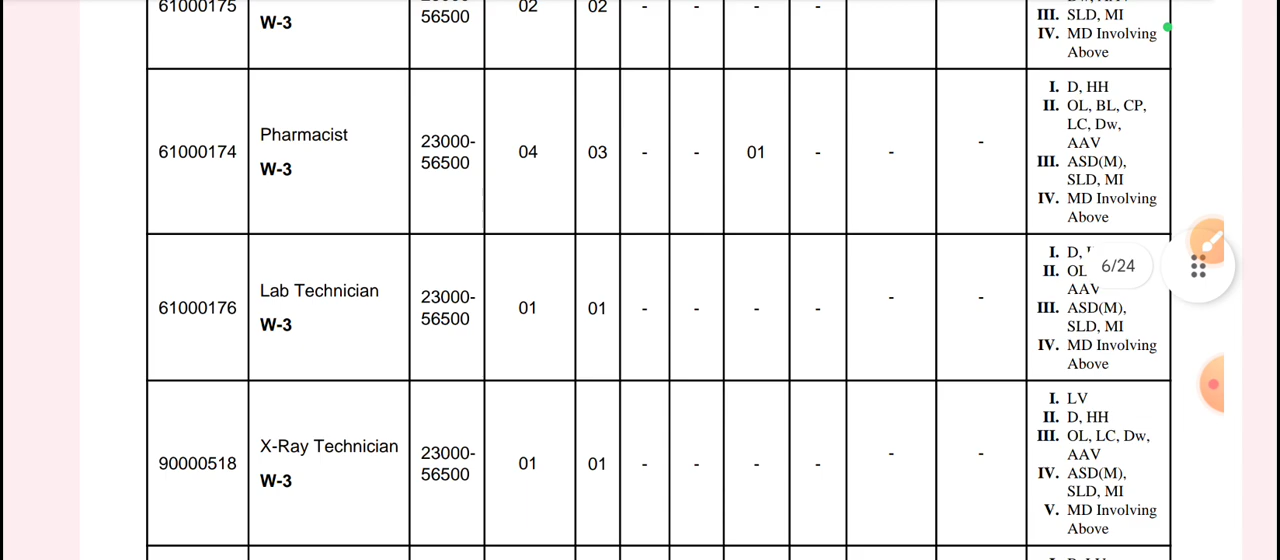 61000175
W-3
56500
02
02
-
-
-
-
III. SLD, MI
IV. MD Involving
Above
61000174
Pharmacist
W-3
23000-
56500
04
03
-
-
01
-
-
-
I. D, HH
II. OL, BL, CP,
LC, Dw,
AAV
III. ASD(M),
SLD, MI
IV. MD Involving
Above
61000176
Lab Technician
W-3
23000-
56500
01
01
-
-
-
-
-
-
I. D,
II. OL
AAV
III. ASD(M),
SLD, MI
IV. MD Involving
Above
6/24
90000518
X-Ray Technician
W-3
23000-
56500
01
01
-
-
-
-
-
-
I. LV
II. D, HH
III. OL, LC, Dw,
AAV
IV. ASD(M),
SLD, MI
V. MD Involving
Above